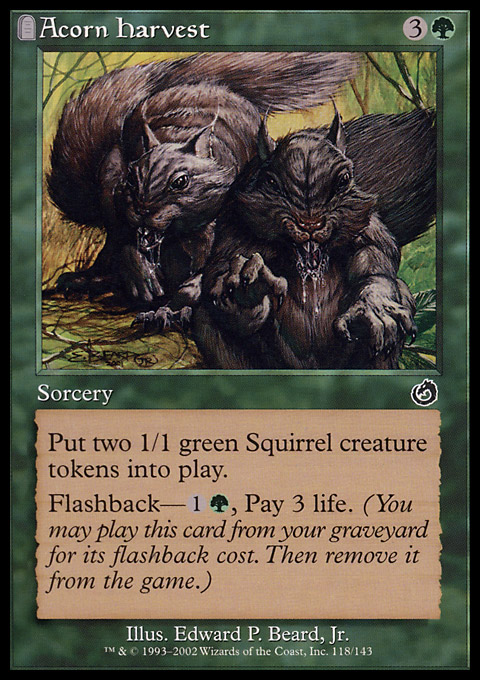 Acorn Harvest 3
Sorcery
Put two 1/1 green Squirrel creature
tokens into play.
Flashback—1, Pay 3 life. (You
may play this card from your graveyard
for its flashback cost. Then remove it
from the game.)
Illus. Edward P. Beard, Jr.
™ & © 1993–2002 Wizards of the Coast, Inc. 118/143